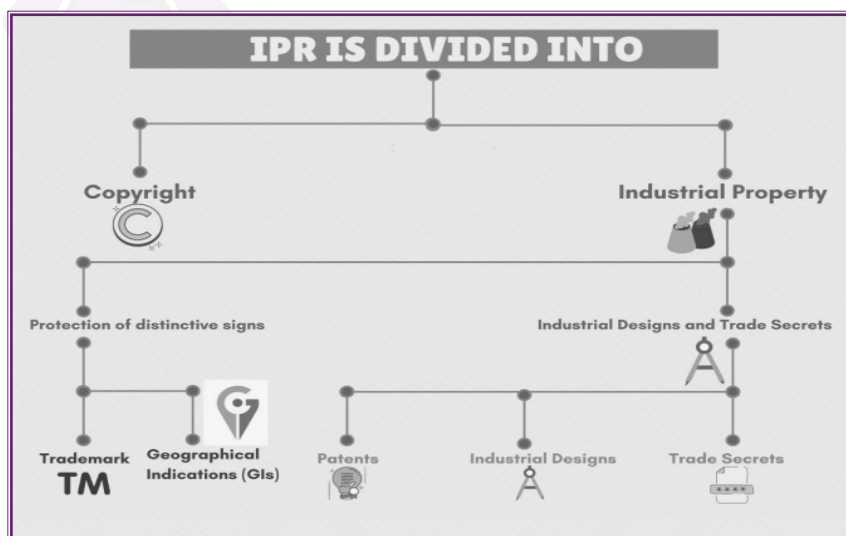 IPR IS DIVIDED INTO
Copyright
C
Industrial Property
Protection of distinctive signs
Industrial Designs and Trade Secrets
Trademark
TM
Geographical
Indications (GIs)
Patents
Industrial Designs
Trade Secrets
****